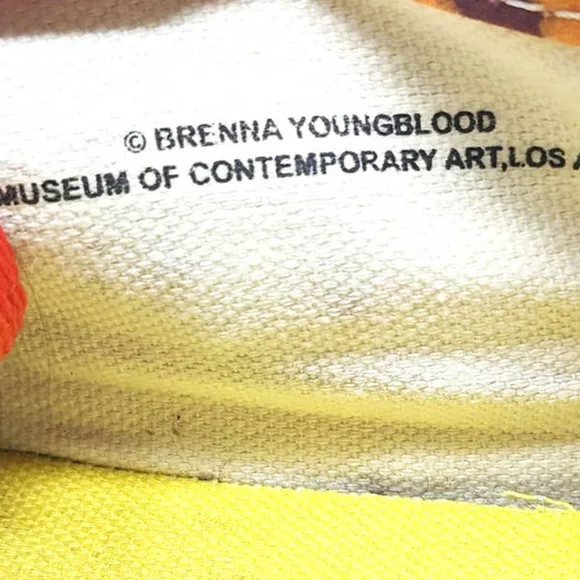 © BRENNA YOUNGBLOOD
MUSEUM OF CONTEMPORARY ART,LOS A